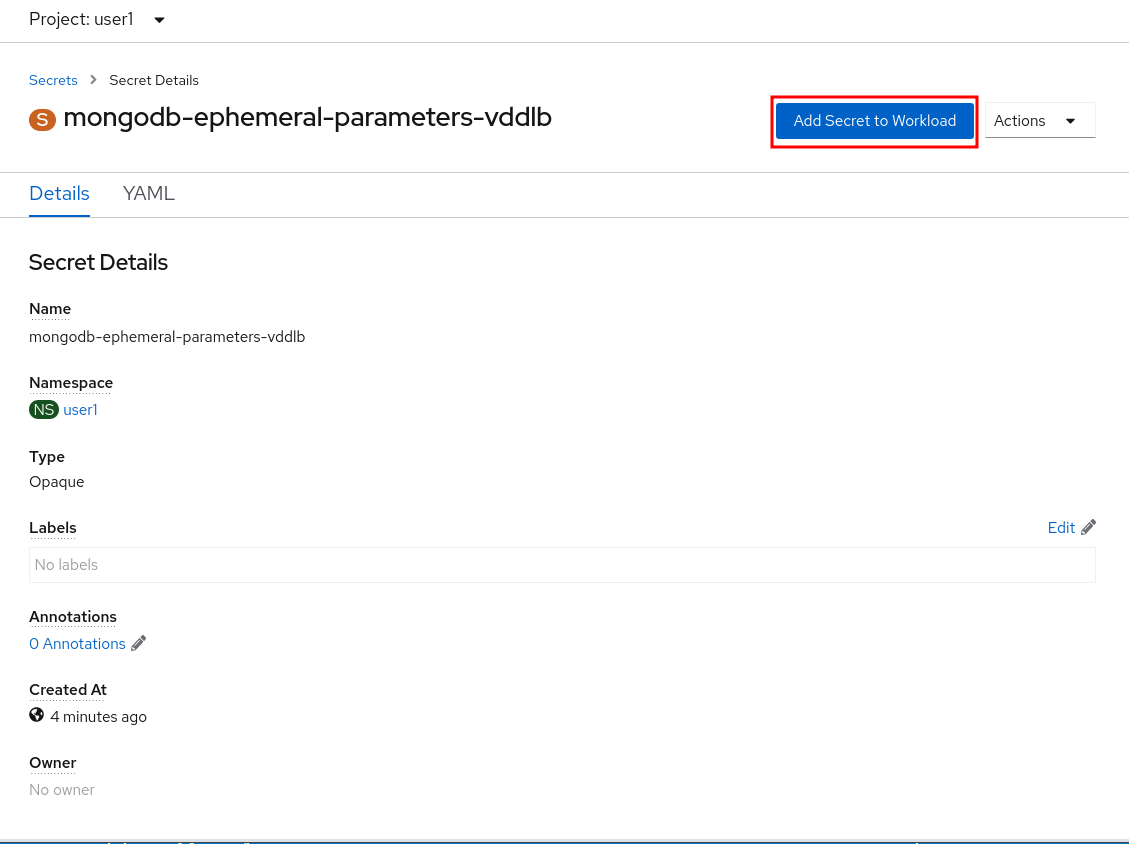 Project: user1
Secrets > Secret Details
S mongodb-ephemeral-parameters-vddlb
Add Secret to Workload
Actions
Details YAML
Secret Details
Name
mongodb-ephemeral-parameters-vddlb
Namespace
NS user1
Type
Opaque
Labels
Edit
No labels
Annotations
0 Annotations
Created At
4 minutes ago
Owner
No owner